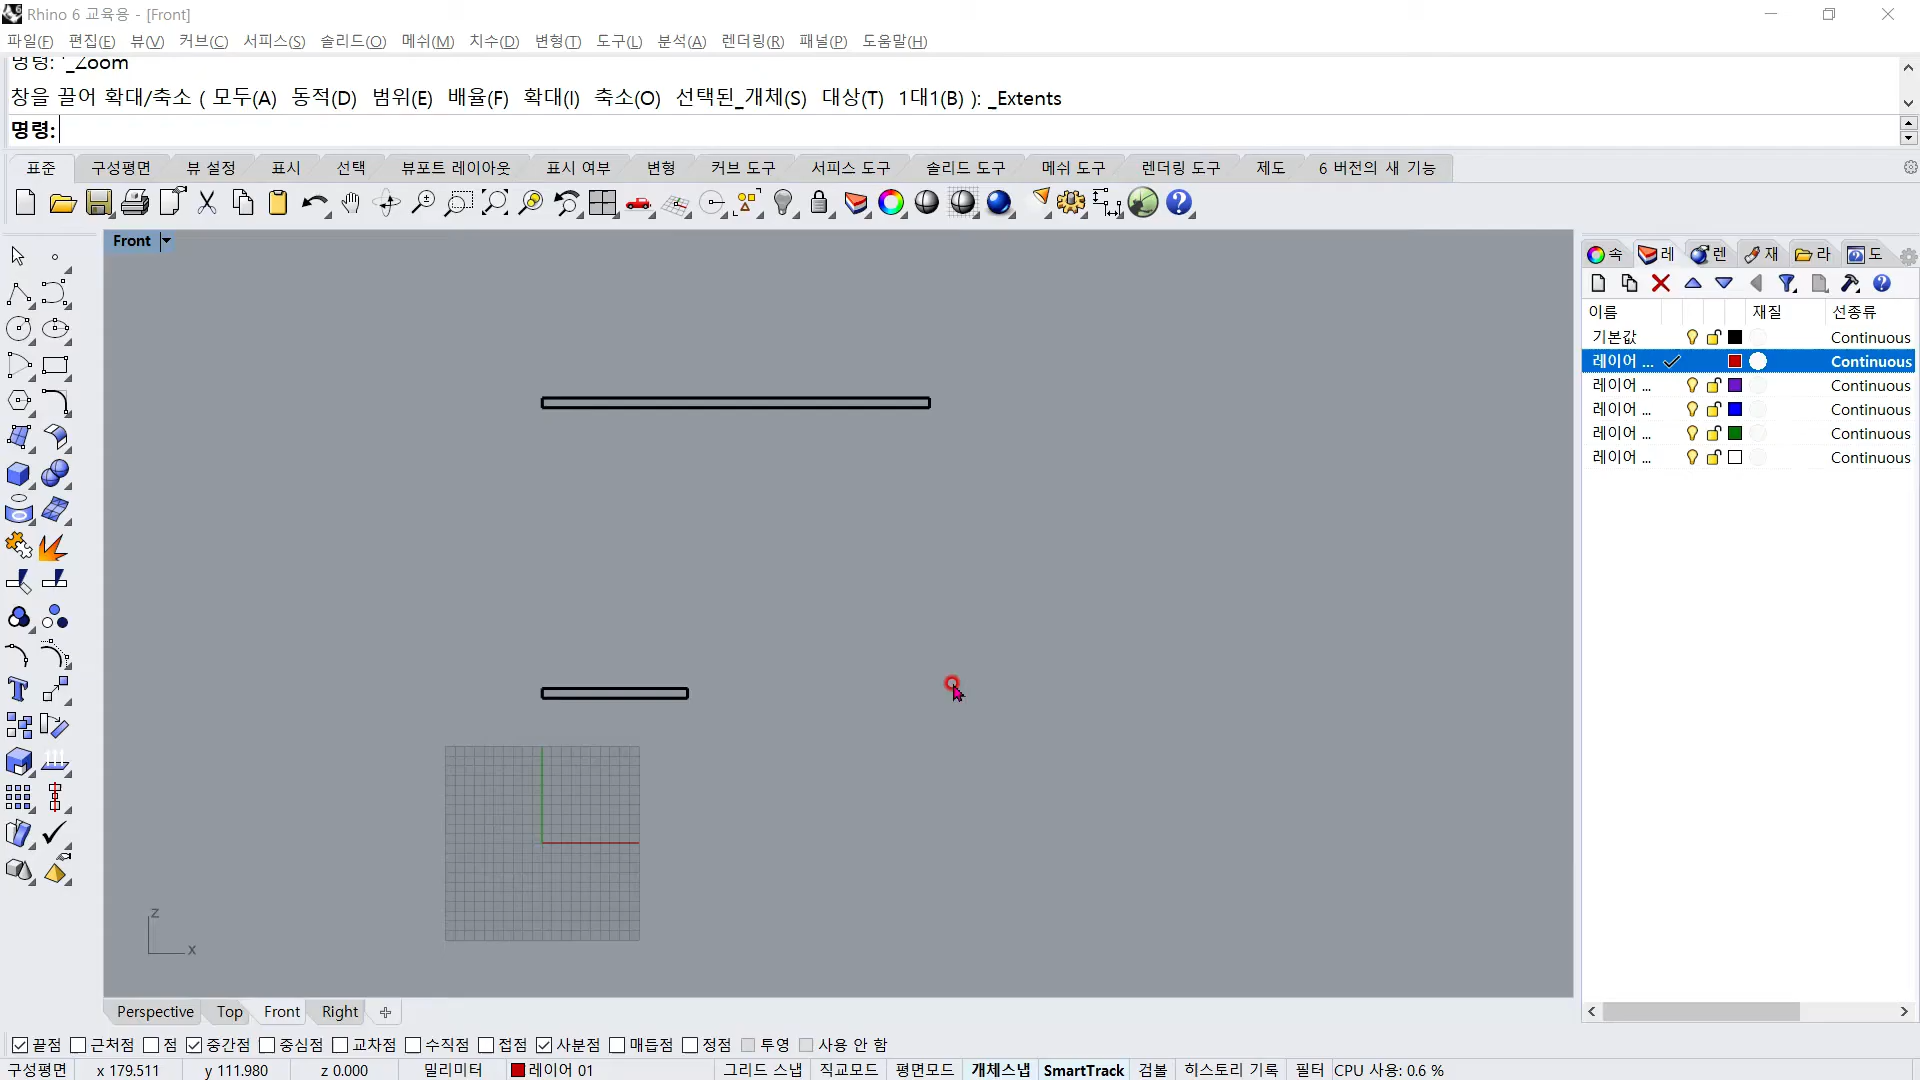 Rhino 6 교육용 - [Front]
파일(F) 편집(E) 뷰(V) 커브(C) 서피스(S) 솔리드(O) 메쉬(M) 치수(D) 변형(T) 도구(L) 분석(A) 렌더링(R) 패널(P) 도움말(H)
명령: '_Zoom
창을 끌어 확대/축소 ( 모두(A) 동적(D) 범위(E) 배율(F) 확대(I) 축소(O) 선택된_개체(S) 대상(T) 1대1(B) ): _Extents
명령:
표준 구성평면 뷰 설정 표시 선택 뷰포트 레이아웃 표시 여부 변형 커브 도구 서피스 도구 솔리드 도구 메쉬 도구 렌더링 도구 제도 6 버전의 새 기능
Front
속 레 렌 재 라 도
이름 재질 선종류
기본값 Continuous
레이어 ... Continuous
레이어 ... Continuous
레이어 ... Continuous
레이어 ... Continuous
레이어 ... Continuous
z
x
Perspective Top Front Right
끝점 근처점 점 중간점 중심점 교차점 수직점 접점 사분점 매듭점 정점 투영 사용 안 함
구성평면 x 179.511 y 111.980 z 0.000 밀리미터 레이어 01 그리드 스냅 직교모드 평면모드 개체스냅 SmartTrack 검볼 히스토리 기록 필터 CPU 사용: 0.6 %